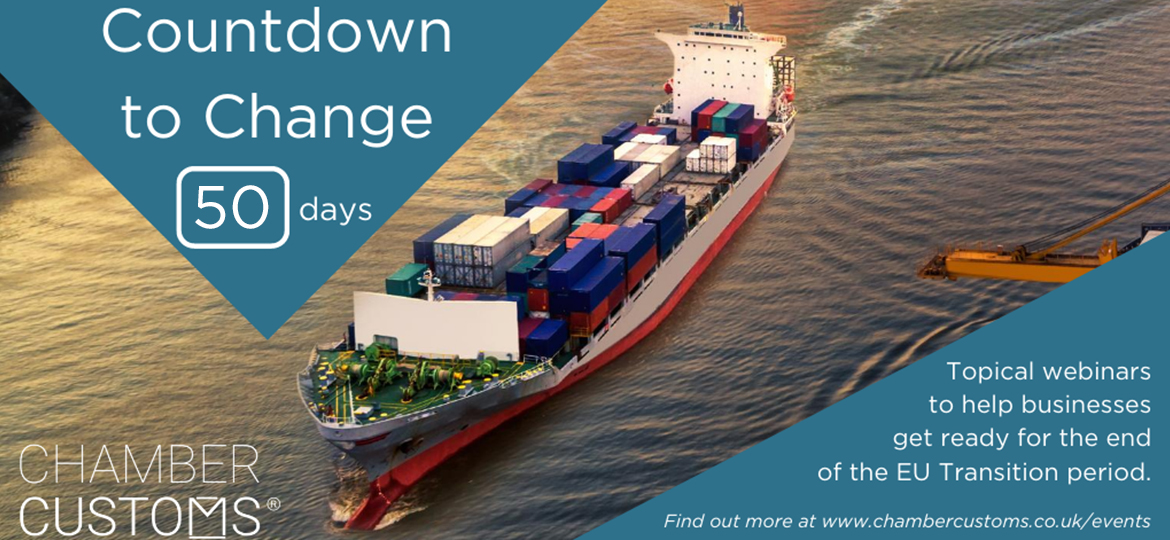 Countdown
to Change
50 days
CHAMBER
CUSTOMS®
Topical webinars
to help businesses
get ready for the end
of the EU Transition period.
Find out more at www.chambercustoms.co.uk/events